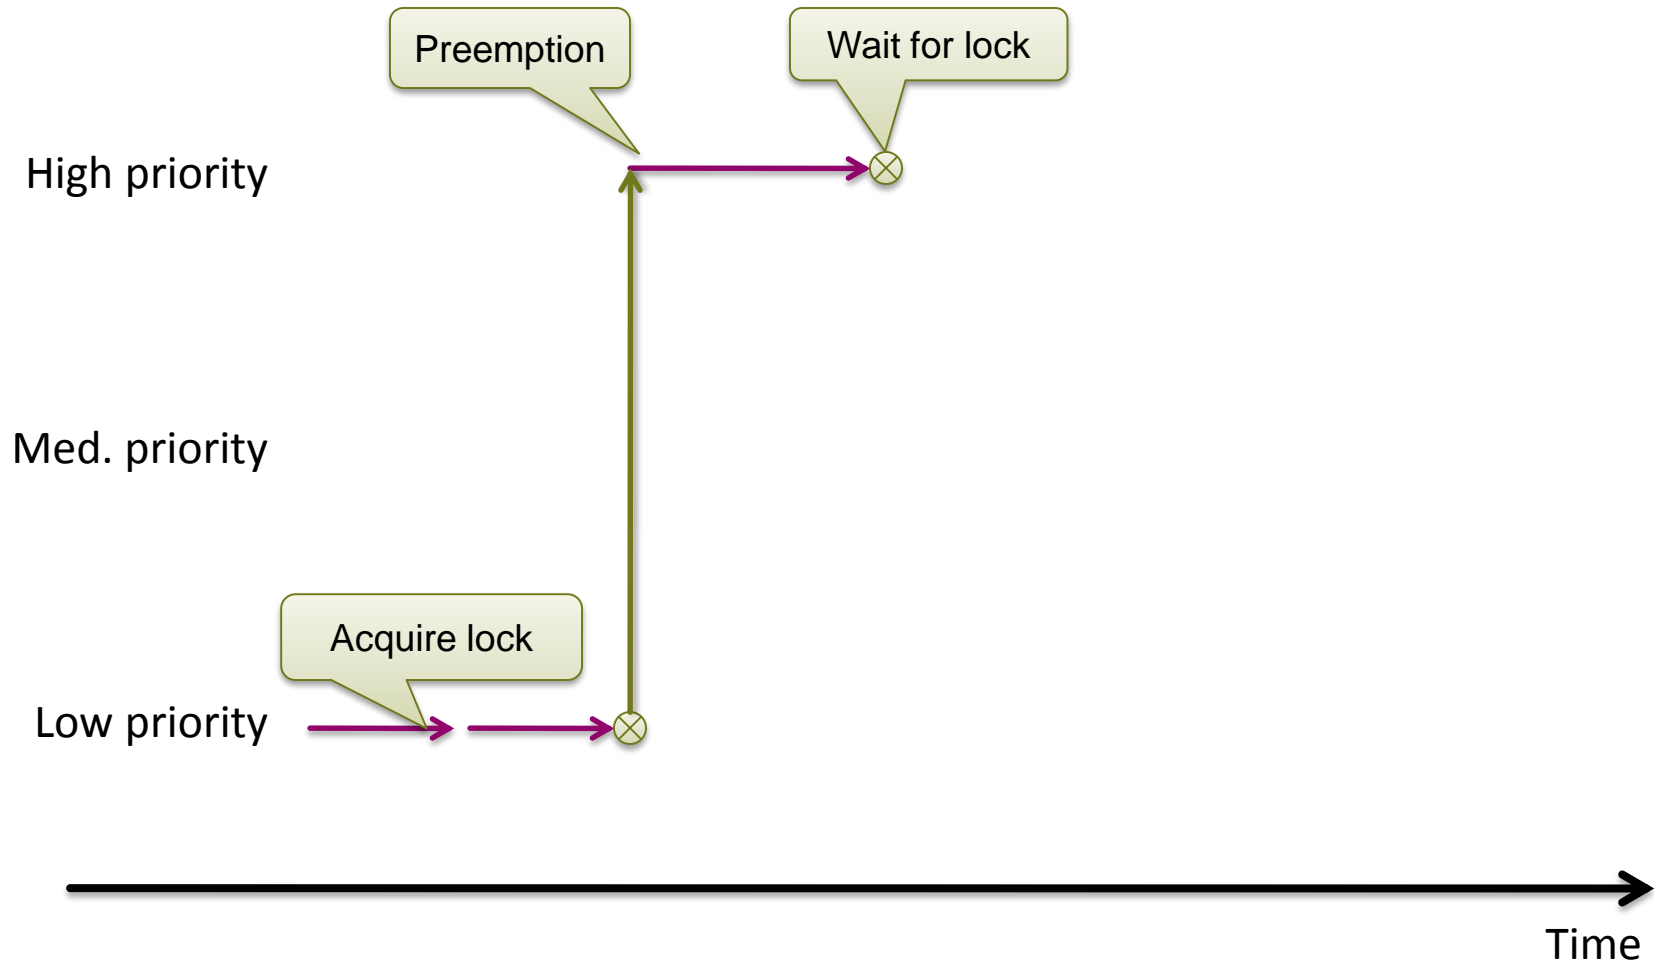 Preemption
Wait for lock
High priority
Med. priority
Acquire lock
Low priority
Time